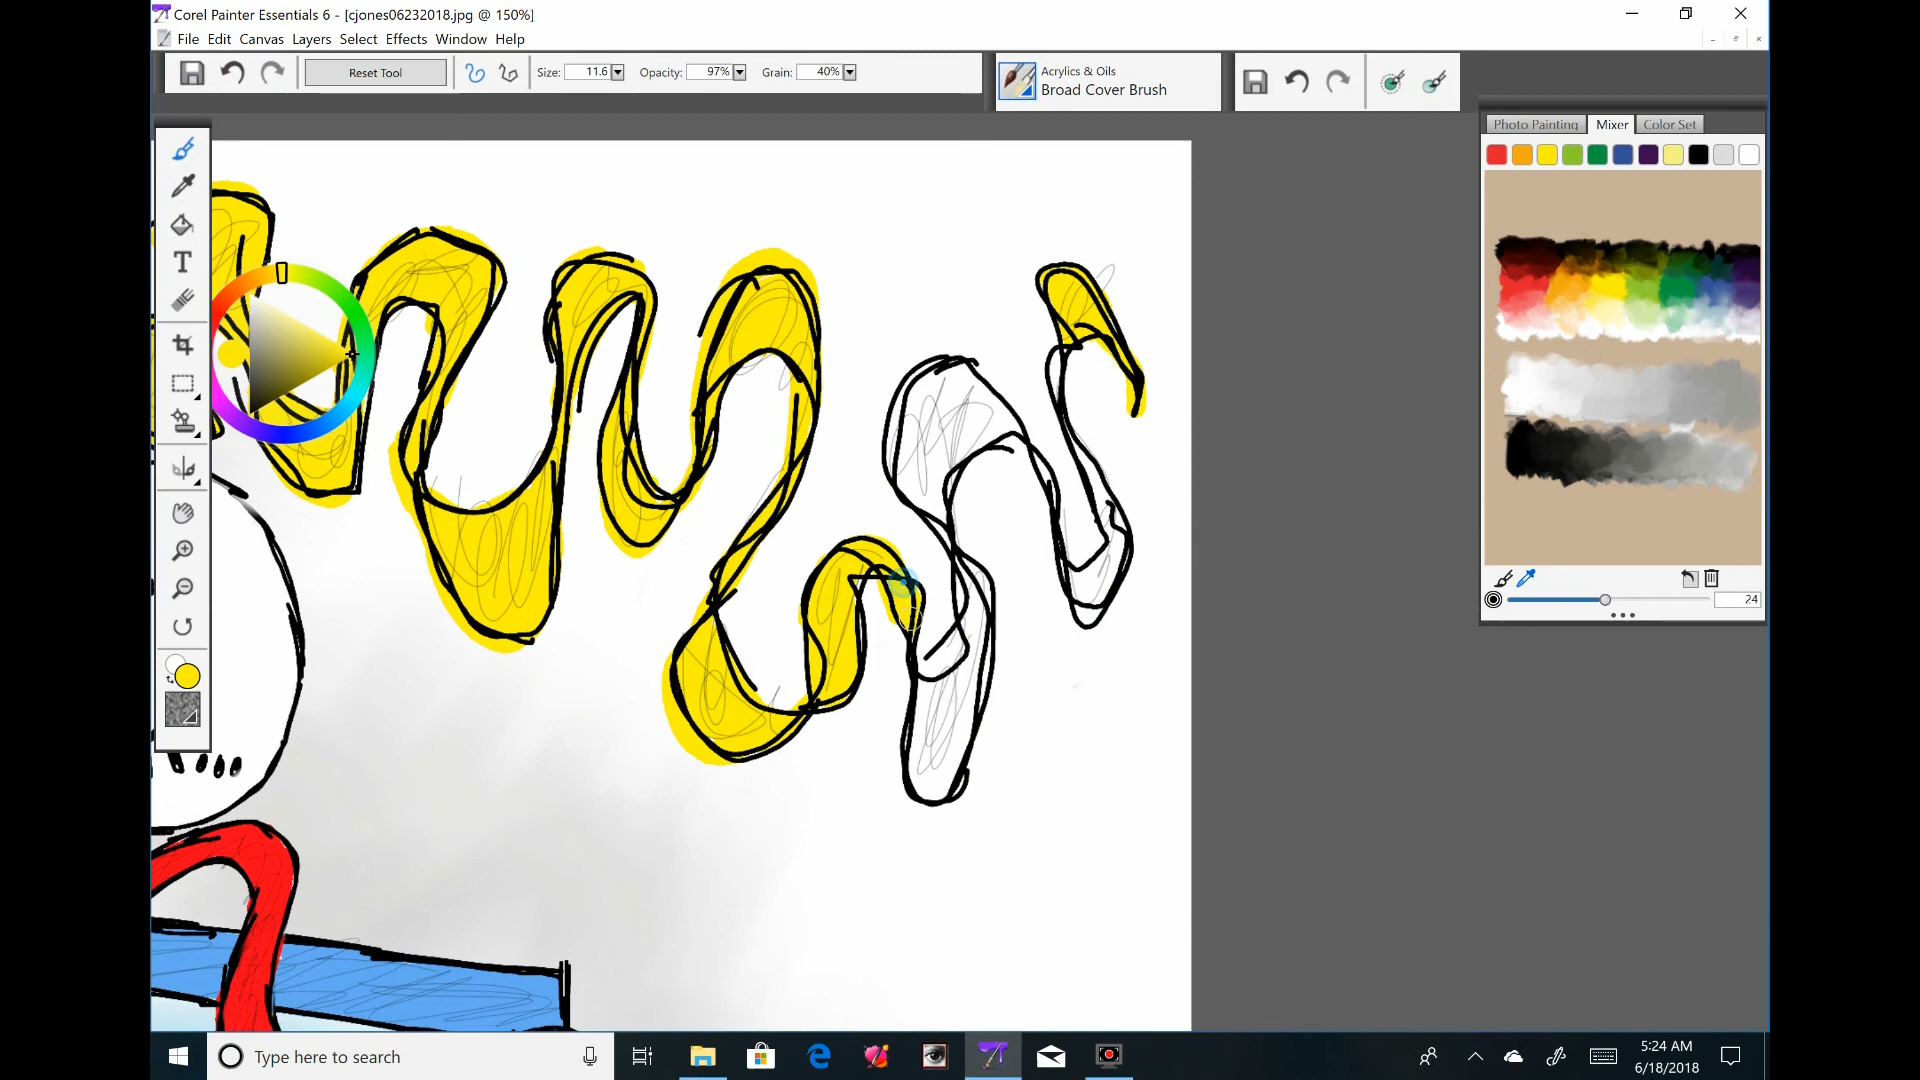 Corel Painter Essentials 6 - [cjones06232018.jpg @ 150%]
File Edit Canvas Layers Select Effects Window Help
Reset Tool Size: 11.6 Opacity: 97% Grain: 40%
Acrylics & Oils
Broad Cover Brush
Photo Painting Mixer Color Set
T
24
Type here to search
5:24 AM
6/18/2018